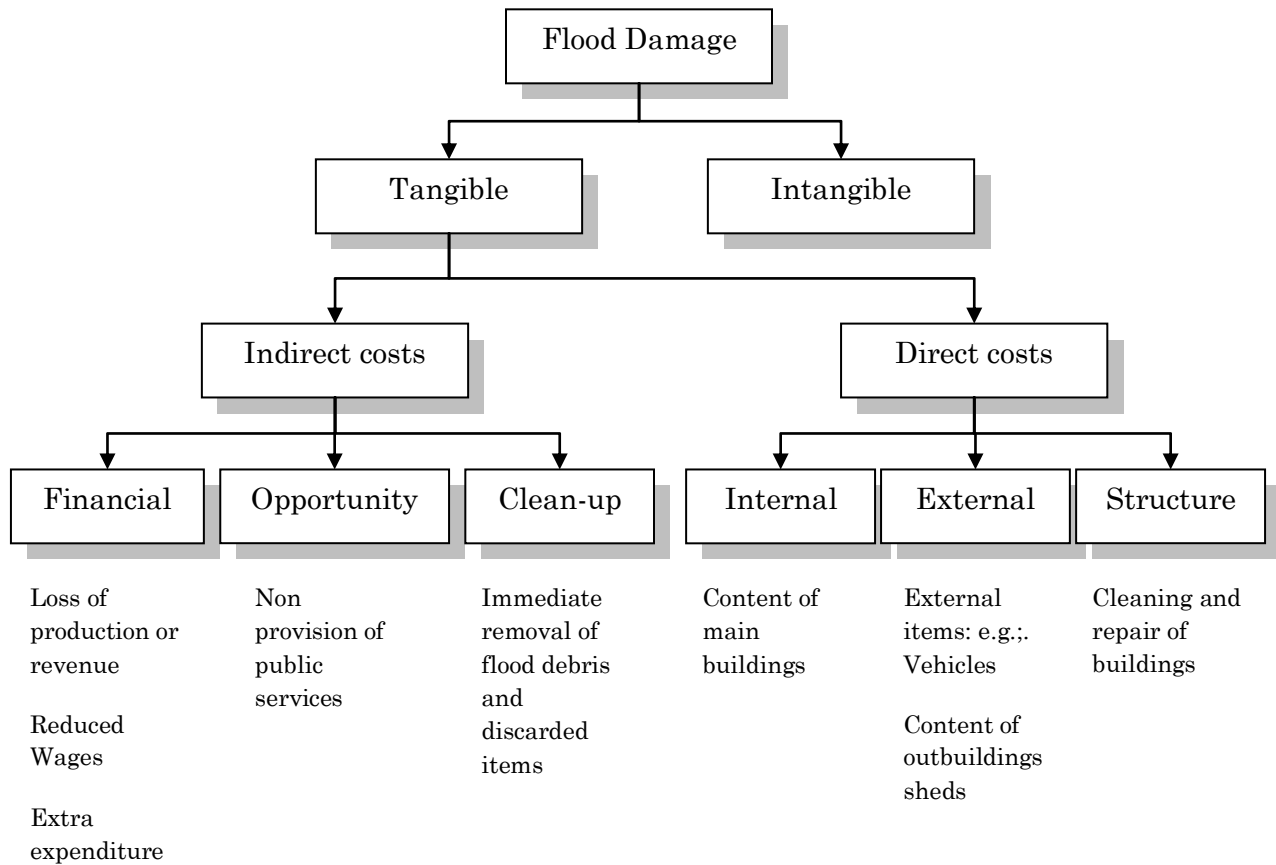 Flood Damage
Tangible
Intangible
Indirect costs
Direct costs
Financial
Opportunity
Clean-up
Internal
External
Structure
Loss of
production or
revenue
Reduced
Wages
Extra
expenditure
Non
provision of
public
services
Immediate
removal of
flood debris
and
discarded
items
Content of
main
buildings
External
items: e.g.;.
Vehicles
Content of
outbuildings
sheds
Cleaning and
repair of
buildings